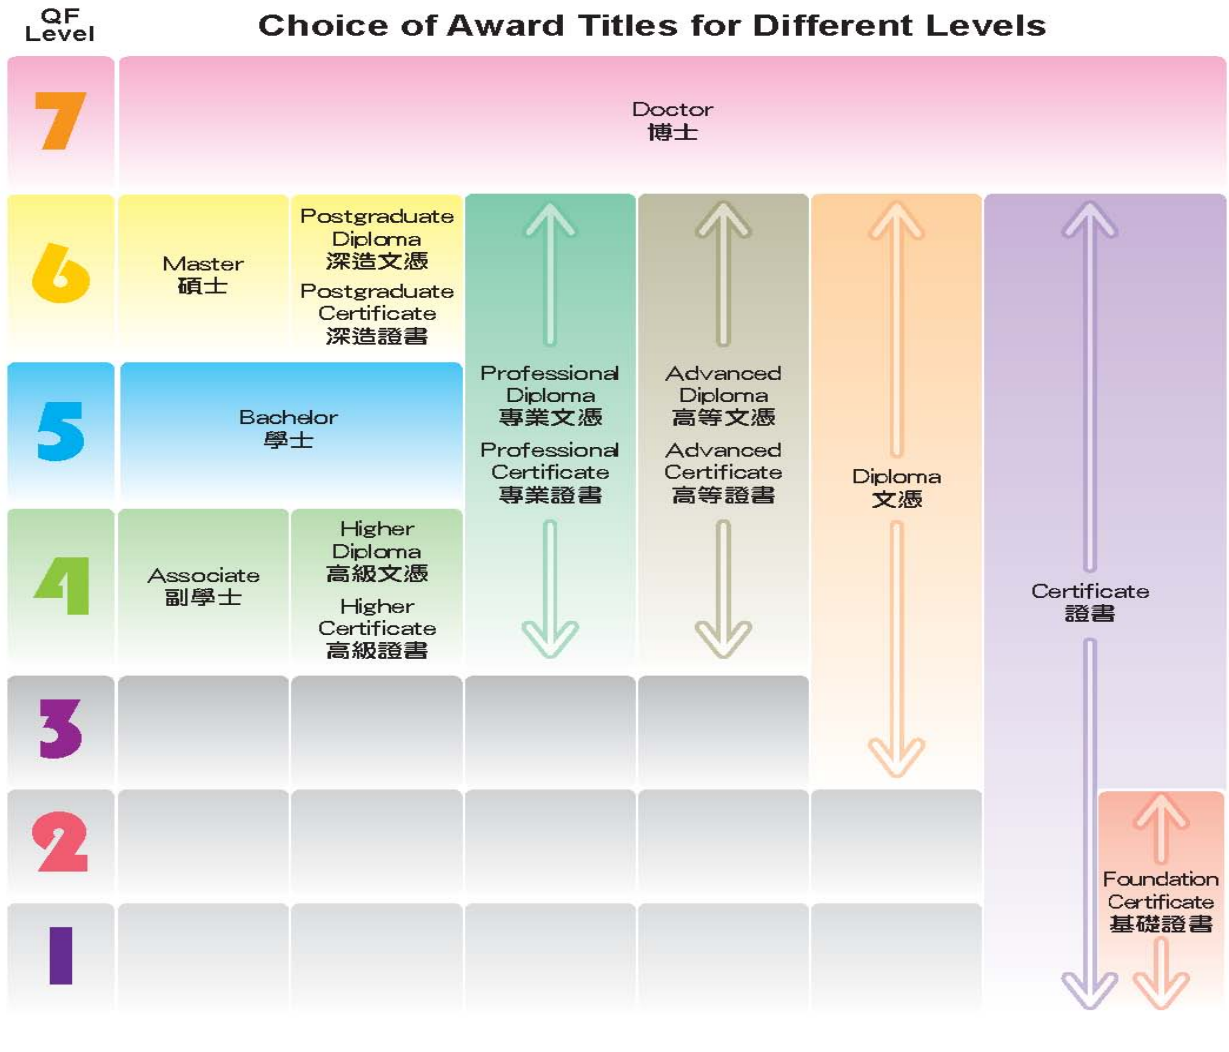 QF
Level
Choice of Award Titles for Different Levels
7
Doctor
博士
6
Master
碩士
Postgraduate
Diploma
深造文憑
Postgraduate
Certificate
深造證書
5
Bachelor
學士
Professional
Diploma
專業文憑
Professional
Certificate
專業證書
Advanced
Diploma
高等文憑
Advanced
Certificate
高等證書
Diploma
文憑
4
Associate
副學士
Higher
Diploma
高級文憑
Higher
Certificate
高級證書
Certificate
證書
3
2
Foundation
Certificate
基礎證書
1